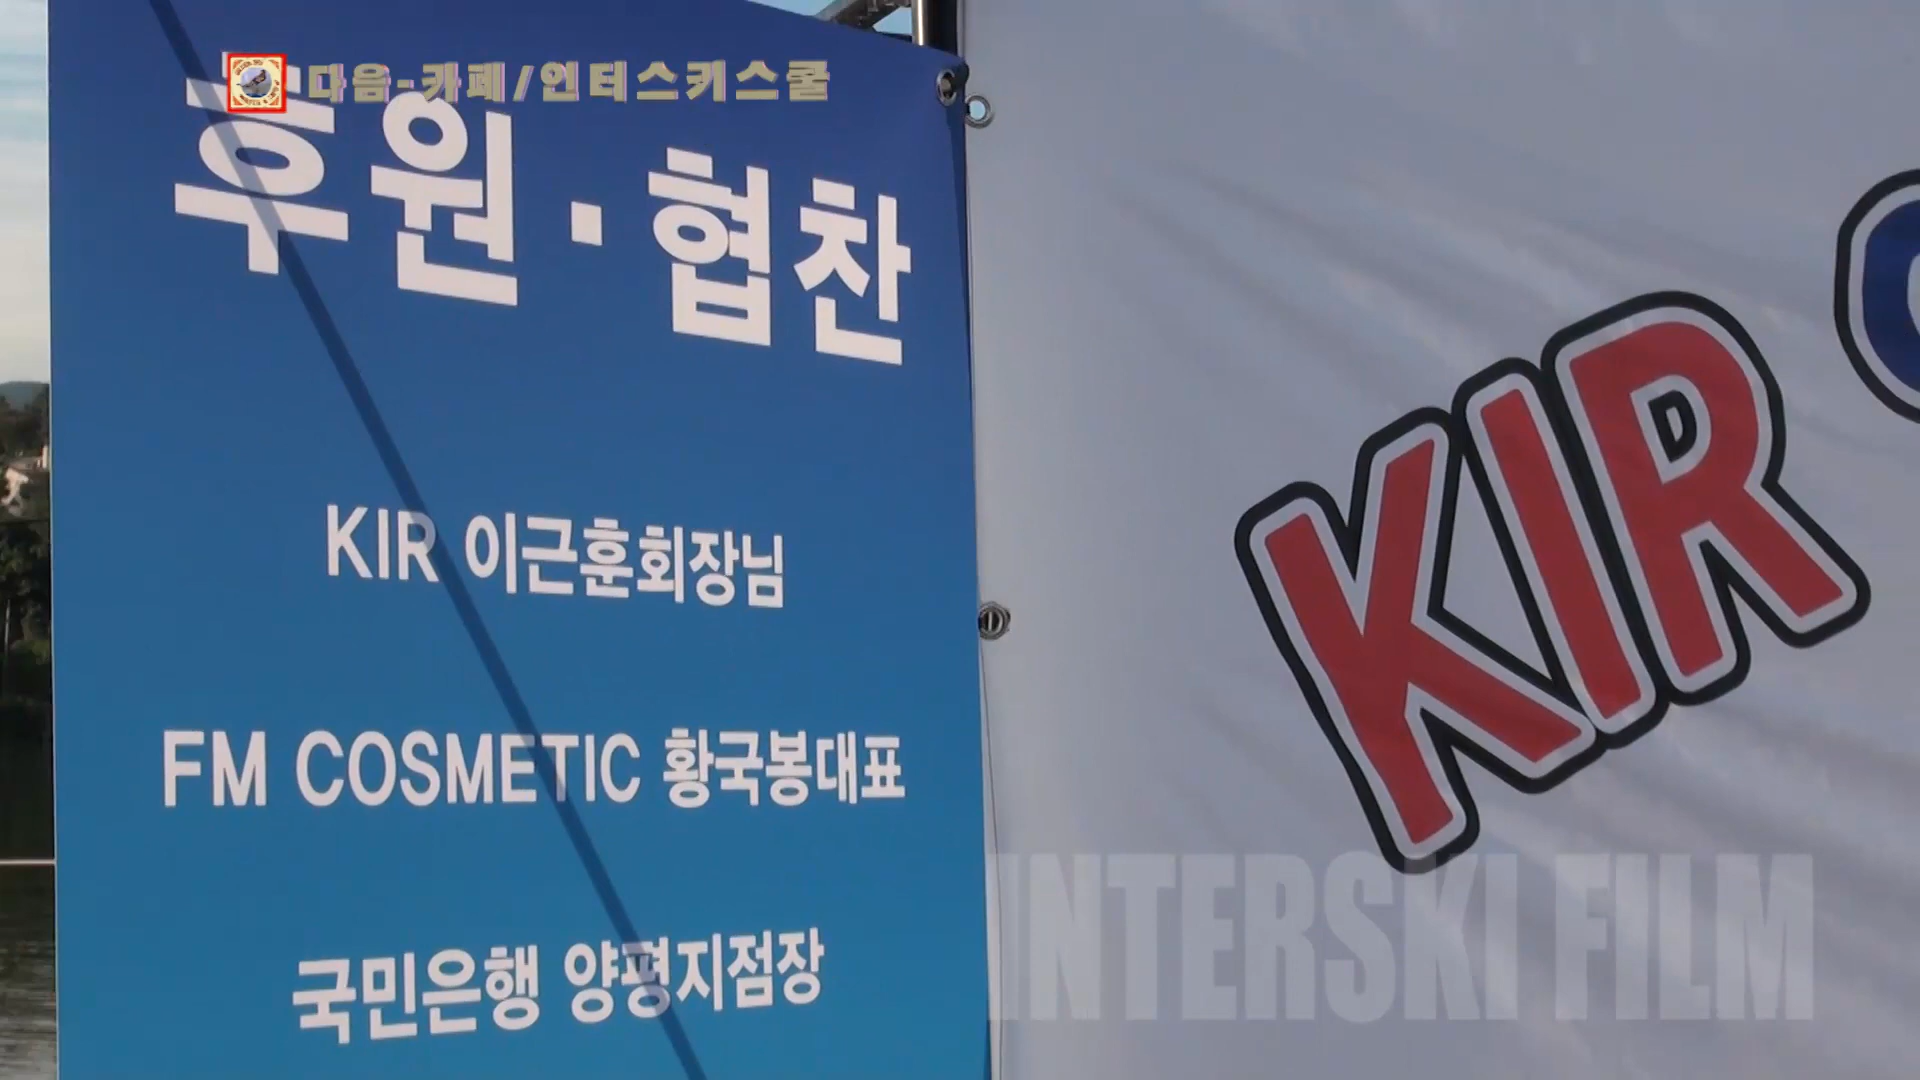 다음-카페/인터스키스쿨
후원·협찬
KIR 이근훈회장님
FM COSMETIC 황국봉대표
국민은행 양평지점장
KIR
INTERSKI FILM